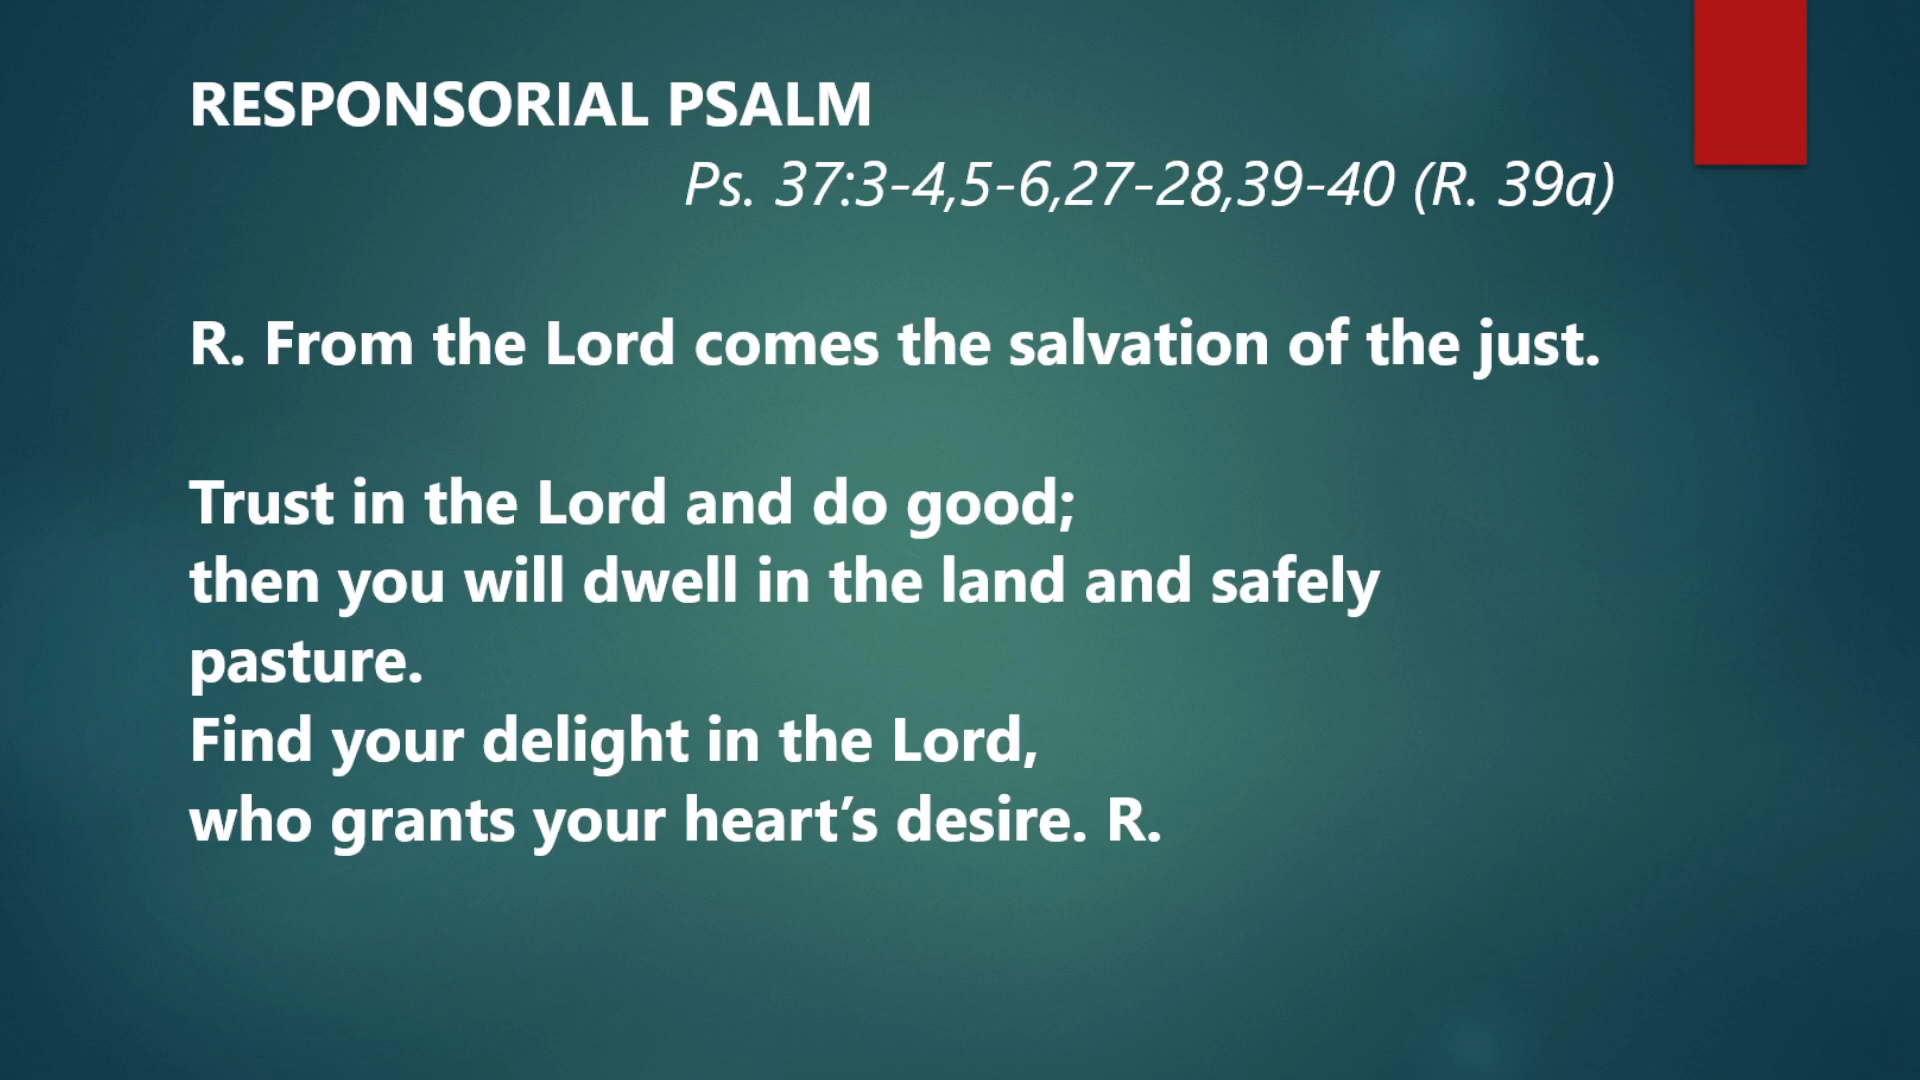 RESPONSORIAL PSALM
Ps. 37:3-4,5-6,27-28,39-40 (R. 39a)
R. From the Lord comes the salvation of the just.
Trust in the Lord and do good;
then you will dwell in the land and safely
pasture.
Find your delight in the Lord,
who grants your heart’s desire. R.